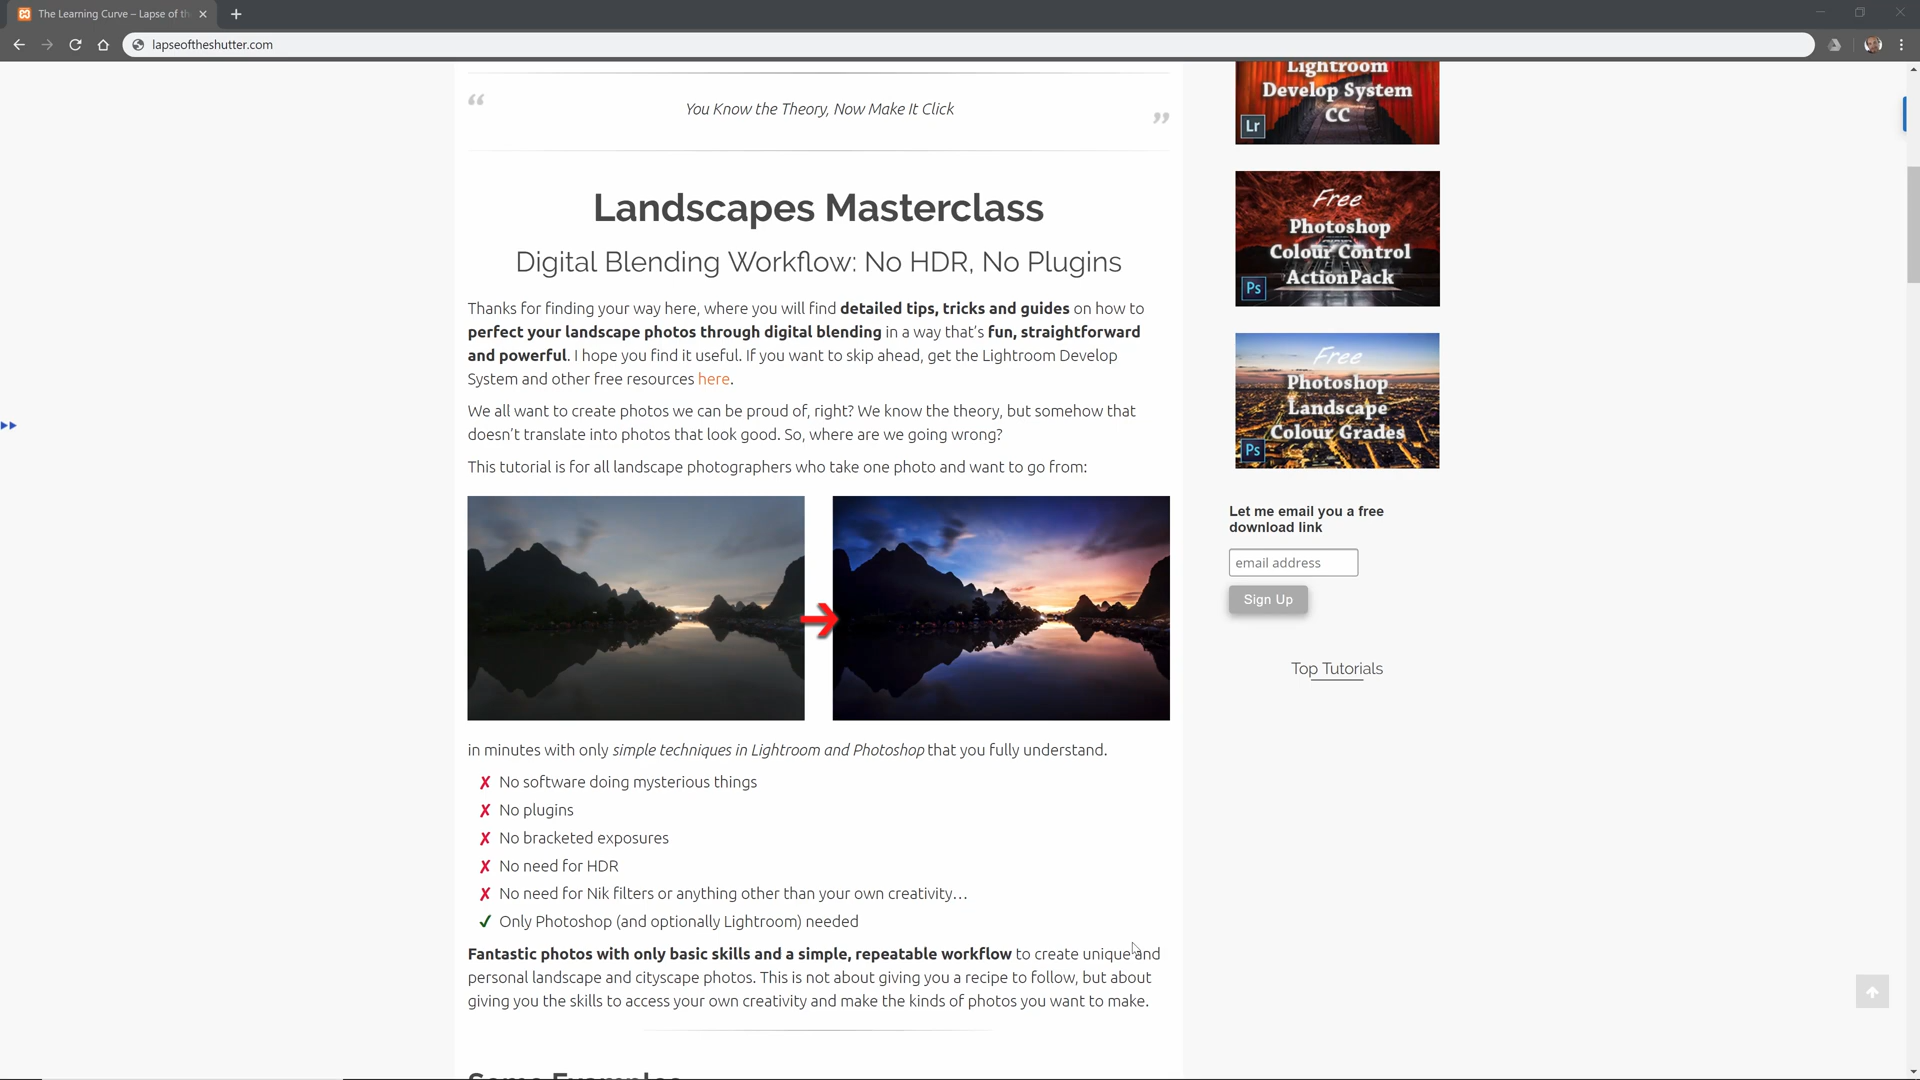 The Learning Curve – Lapse of th
lapseoftheshutter.com
You Know the Theory, Now Make It Click
Landscapes Masterclass
Digital Blending Workflow: No HDR, No Plugins
Thanks for finding your way here, where you will find detailed tips, tricks and guides on how to
perfect your landscape photos through digital blending in a way that's fun, straightforward
and powerful. I hope you find it useful. If you want to skip ahead, get the Lightroom Develop
System and other free resources here.
We all want to create photos we can be proud of, right? We know the theory, but somehow that
doesn't translate into photos that look good. So, where are we going wrong?
This tutorial is for all landscape photographers who take one photo and want to go from:
in minutes with only simple techniques in Lightroom and Photoshop that you fully understand.
✗ No software doing mysterious things
✗ No plugins
✗ No bracketed exposures
✗ No need for HDR
✗ No need for Nik filters or anything other than your own creativity…
✓ Only Photoshop (and optionally Lightroom) needed
Fantastic photos with only basic skills and a simple, repeatable workflow to create unique and
personal landscape and cityscape photos. This is not about giving you a recipe to follow, but about
giving you the skills to access your own creativity and make the kinds of photos you want to make.
Some Examples
Lightroom
Develop System
CC
Lr
Free
Photoshop
Colour Control
Action Pack
Ps
Free
Photoshop
Landscape
Colour Grades
Ps
Let me email you a free
download link
email address
Sign Up
Top Tutorials